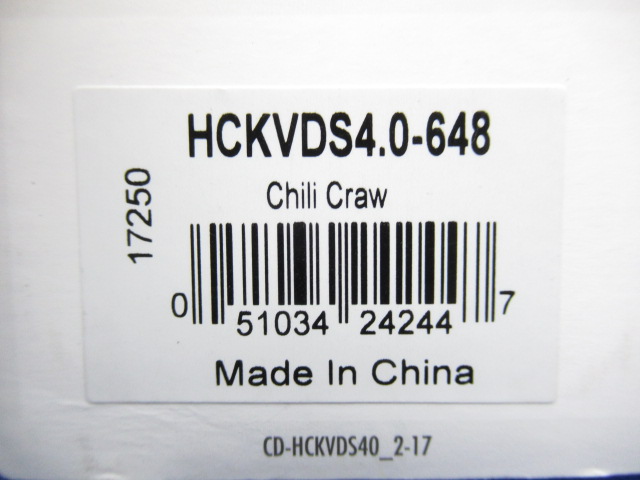 HCKVDS4.0-648
17250
Chili Craw
0 51034 24244 7
Made In China
CD-HCKVDS40_2-17